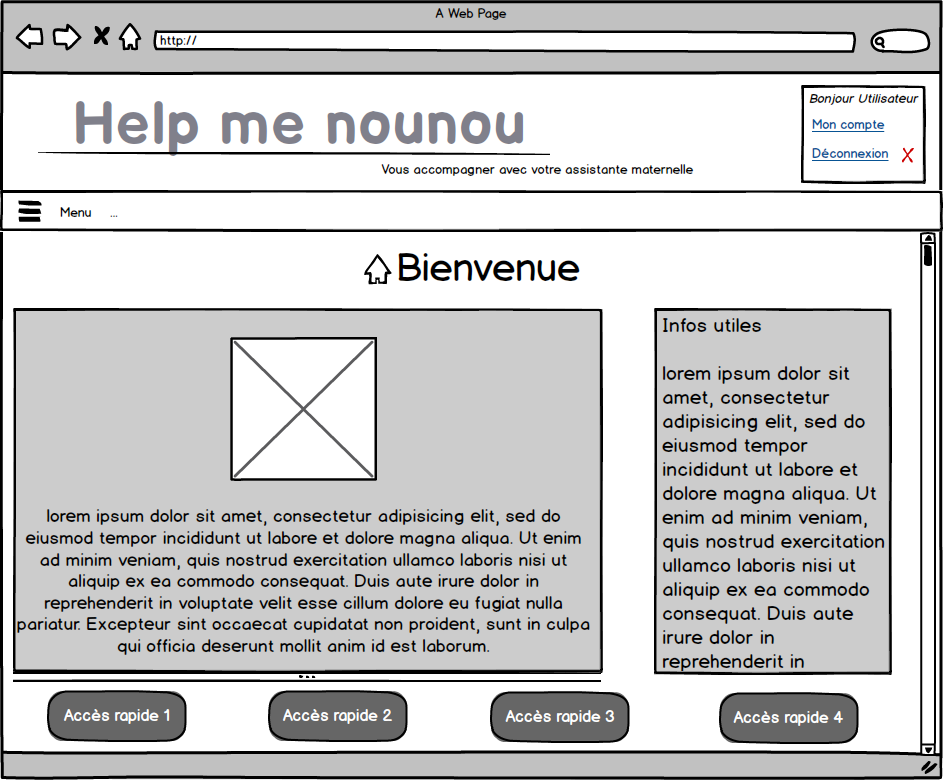 A Web Page
http://
Help me nounou
Vous accompagner avec votre assistante maternelle
Bonjour Utilisateur
Mon compte
Déconnexion X
Menu ...
Bienvenue
lorem ipsum dolor sit amet, consectetur adipisicing elit, sed do
eiusmod tempor incididunt ut labore et dolore magna aliqua. Ut enim
ad minim veniam, quis nostrud exercitation ullamco laboris nisi ut
aliquip ex ea commodo consequat. Duis aute irure dolor in
reprehenderit in voluptate velit esse cillum dolore eu fugiat nulla
pariatur. Excepteur sint occaecat cupidatat non proident, sunt in culpa
qui officia deserunt mollit anim id est laborum.
Infos utiles
lorem ipsum dolor sit
amet, consectetur
adipisicing elit, sed do
eiusmod tempor
incididunt ut labore et
dolore magna aliqua. Ut
enim ad minim veniam,
quis nostrud exercitation
ullamco laboris nisi ut
aliquip ex ea commodo
consequat. Duis aute
irure dolor in
reprehenderit in
Accès rapide 1
Accès rapide 2
Accès rapide 3
Accès rapide 4